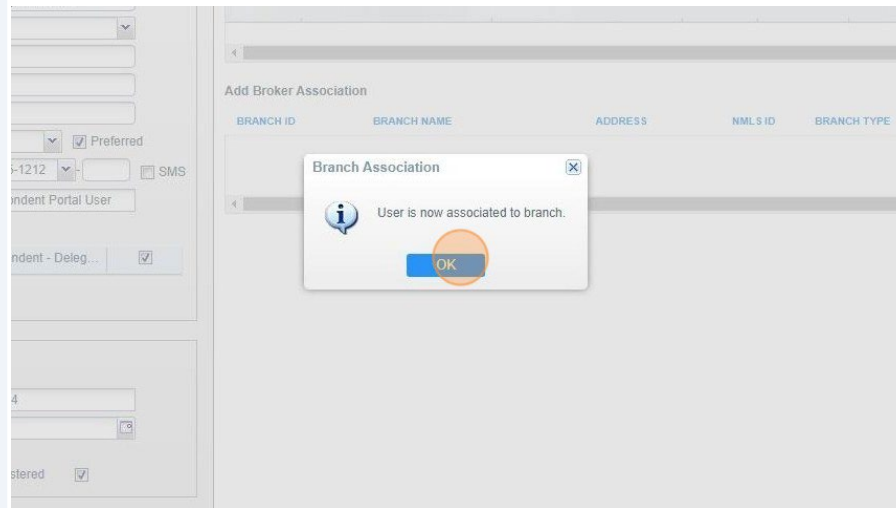 Preferred
-1212 -
SMS
ndent Portal User
ndent - Deleg...
4
stered
Add Broker Association
BRANCH ID BRANCH NAME ADDRESS NMLS ID BRANCH TYPE
Branch Association
User is now associated to branch.
OK